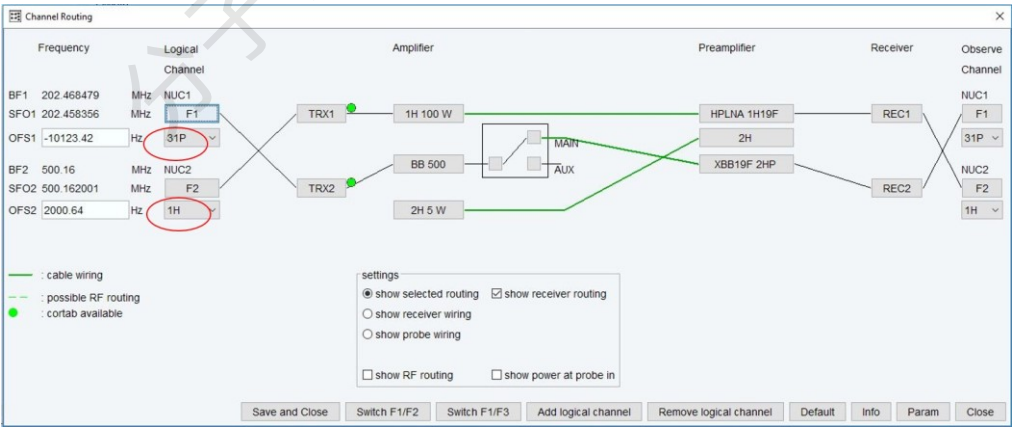 Channel Routing
Frequency Logical Channel Amplifier Preamplifier Receiver Observe Channel
BF1 202.468479 MHz NUC1 NUC1
SFO1 202.458356 MHz F1 TRX1 1H 100 W HPLNA 1H19F REC1 F1
OFS1 -10123.42 Hz 31P MAIN 2H 31P
BF2 500.16 MHz NUC2 BB 500 AUX XBB19F 2HP NUC2
SFO2 500.162001 MHz F2 TRX2 REC2 F2
OFS2 2000.64 Hz 1H 2H 5 W 1H
: cable wiring
: possible RF routing
: cortab available
settings
show selected routing show receiver routing
show receiver wiring
show probe wiring
show RF routing show power at probe in
Save and Close Switch F1/F2 Switch F1/F3 Add logical channel Remove logical channel Default Info Param Close